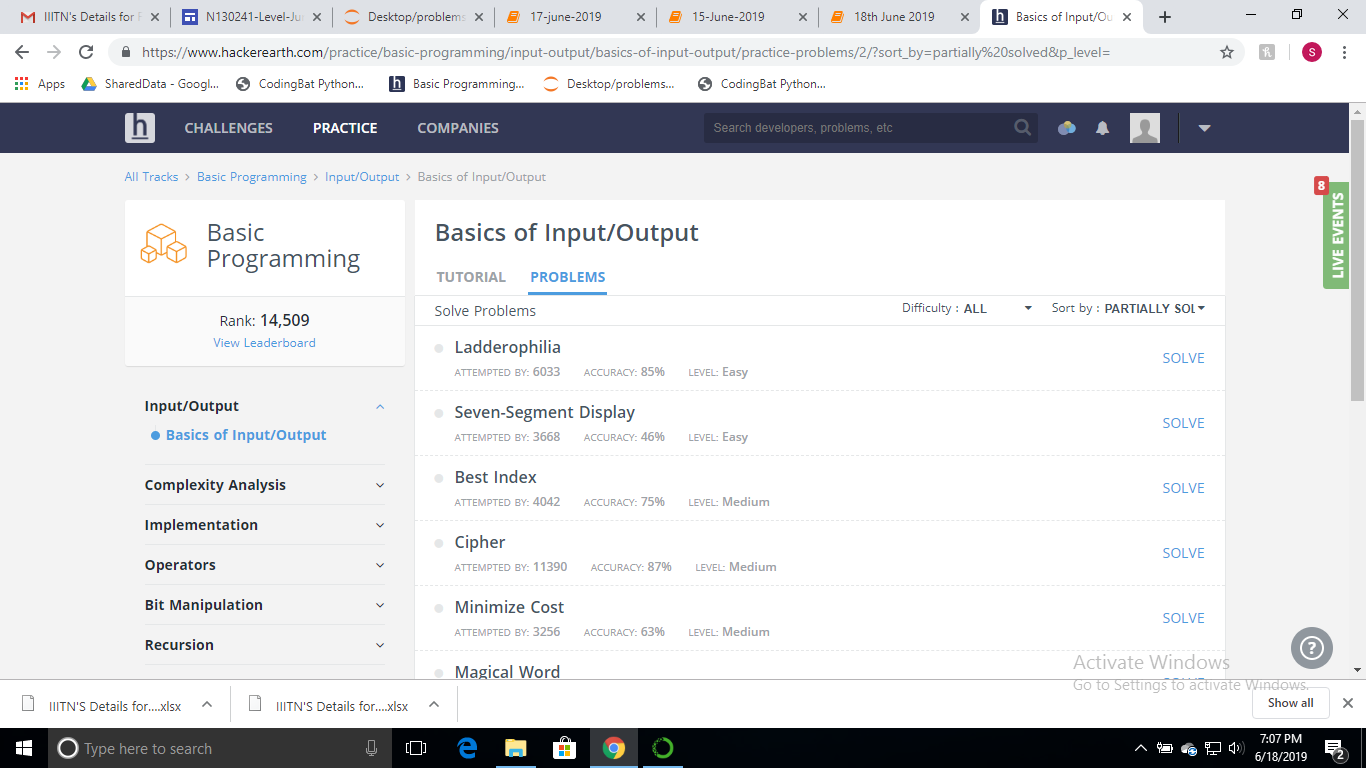 IIITN's Details for F
N130241-Level-Ju
Desktop/problems
17-june-2019
15-June-2019
18th June 2019
Basics of Input/Ou
https://www.hackerearth.com/practice/basic-programming/input-output/basics-of-input-output/practice-problems/2/?sort_by=partially%20solved&p_level=
S
Apps
SharedData - Googl...
CodingBat Python...
Basic Programming...
Desktop/problems...
CodingBat Python...
h
CHALLENGES
PRACTICE
COMPANIES
Search developers, problems, etc
All Tracks > Basic Programming > Input/Output > Basics of Input/Output
8
LIVE EVENTS
Basic
Programming
Rank: 14,509
View Leaderboard
Input/Output
Basics of Input/Output
Complexity Analysis
Implementation
Operators
Bit Manipulation
Recursion
Basics of Input/Output
TUTORIAL PROBLEMS
Solve Problems
Difficulty : ALL
Sort by : PARTIALLY SOL
Ladderophilia
ATTEMPTED BY: 6033 ACCURACY: 85% LEVEL: Easy
SOLVE
Seven-Segment Display
ATTEMPTED BY: 3668 ACCURACY: 46% LEVEL: Easy
SOLVE
Best Index
ATTEMPTED BY: 4042 ACCURACY: 75% LEVEL: Medium
SOLVE
Cipher
ATTEMPTED BY: 11390 ACCURACY: 87% LEVEL: Medium
SOLVE
Minimize Cost
ATTEMPTED BY: 3256 ACCURACY: 63% LEVEL: Medium
SOLVE
Magical Word
?
Activate Windows
Go to Settings to activate Windows.
IIITN'S Details for....xlsx
IIITN'S Details for....xlsx
Show all
Type here to search
7:07 PM
6/18/2019
2